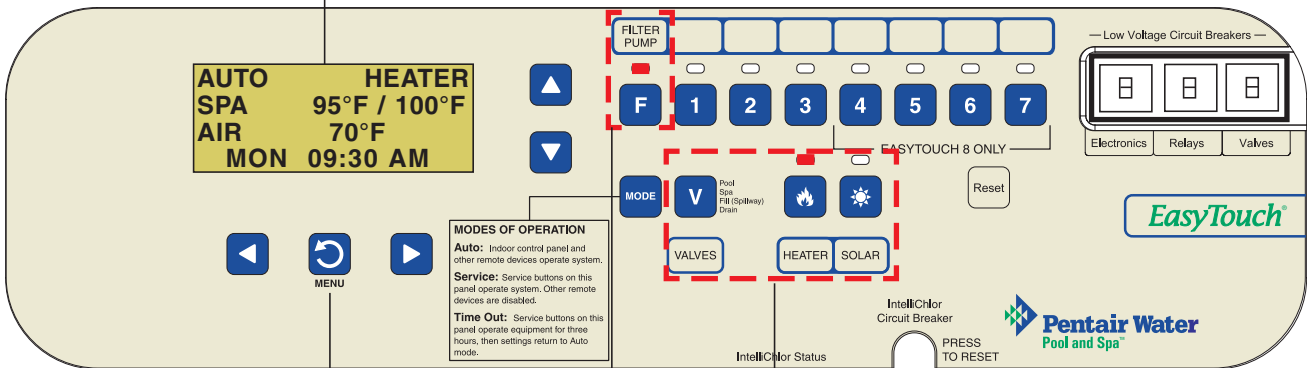 FILTER
PUMP
— Low Voltage Circuit Breakers —
AUTO HEATER
SPA 95°F / 100°F
AIR 70°F
MON 09:30 AM
F 1 2 3 4 5 6 7
EASYTOUCH 8 ONLY
Electronics Relays Valves
MODE
V
Pool
Spa
Fill (Spillway)
Drain
Reset
EasyTouch®
MODES OF OPERATION
Auto: Indoor control panel and
other remote devices operate system.
Service: Service buttons on this
panel operate system. Other remote
devices are disabled.
Time Out: Service buttons on this
panel operate equipment for three
hours, then settings return to Auto
mode.
VALVES HEATER SOLAR
MENU
IntelliChlor
Circuit Breaker
PRESS
TO RESET
IntelliChlor Status
Pentair Water
Pool and Spa™